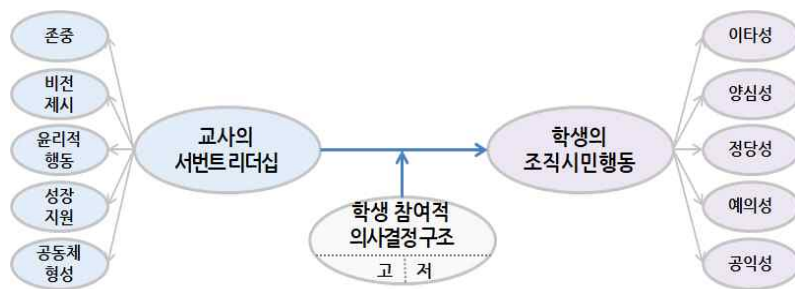 존중
비전
제시
윤리적
행동
성장
지원
공동체
형성
교사의
서번트 리더십
학생 참여적
의사결정 구조
고 저
학생의
조직시민행동
이타성
양심성
정당성
예의성
공익성